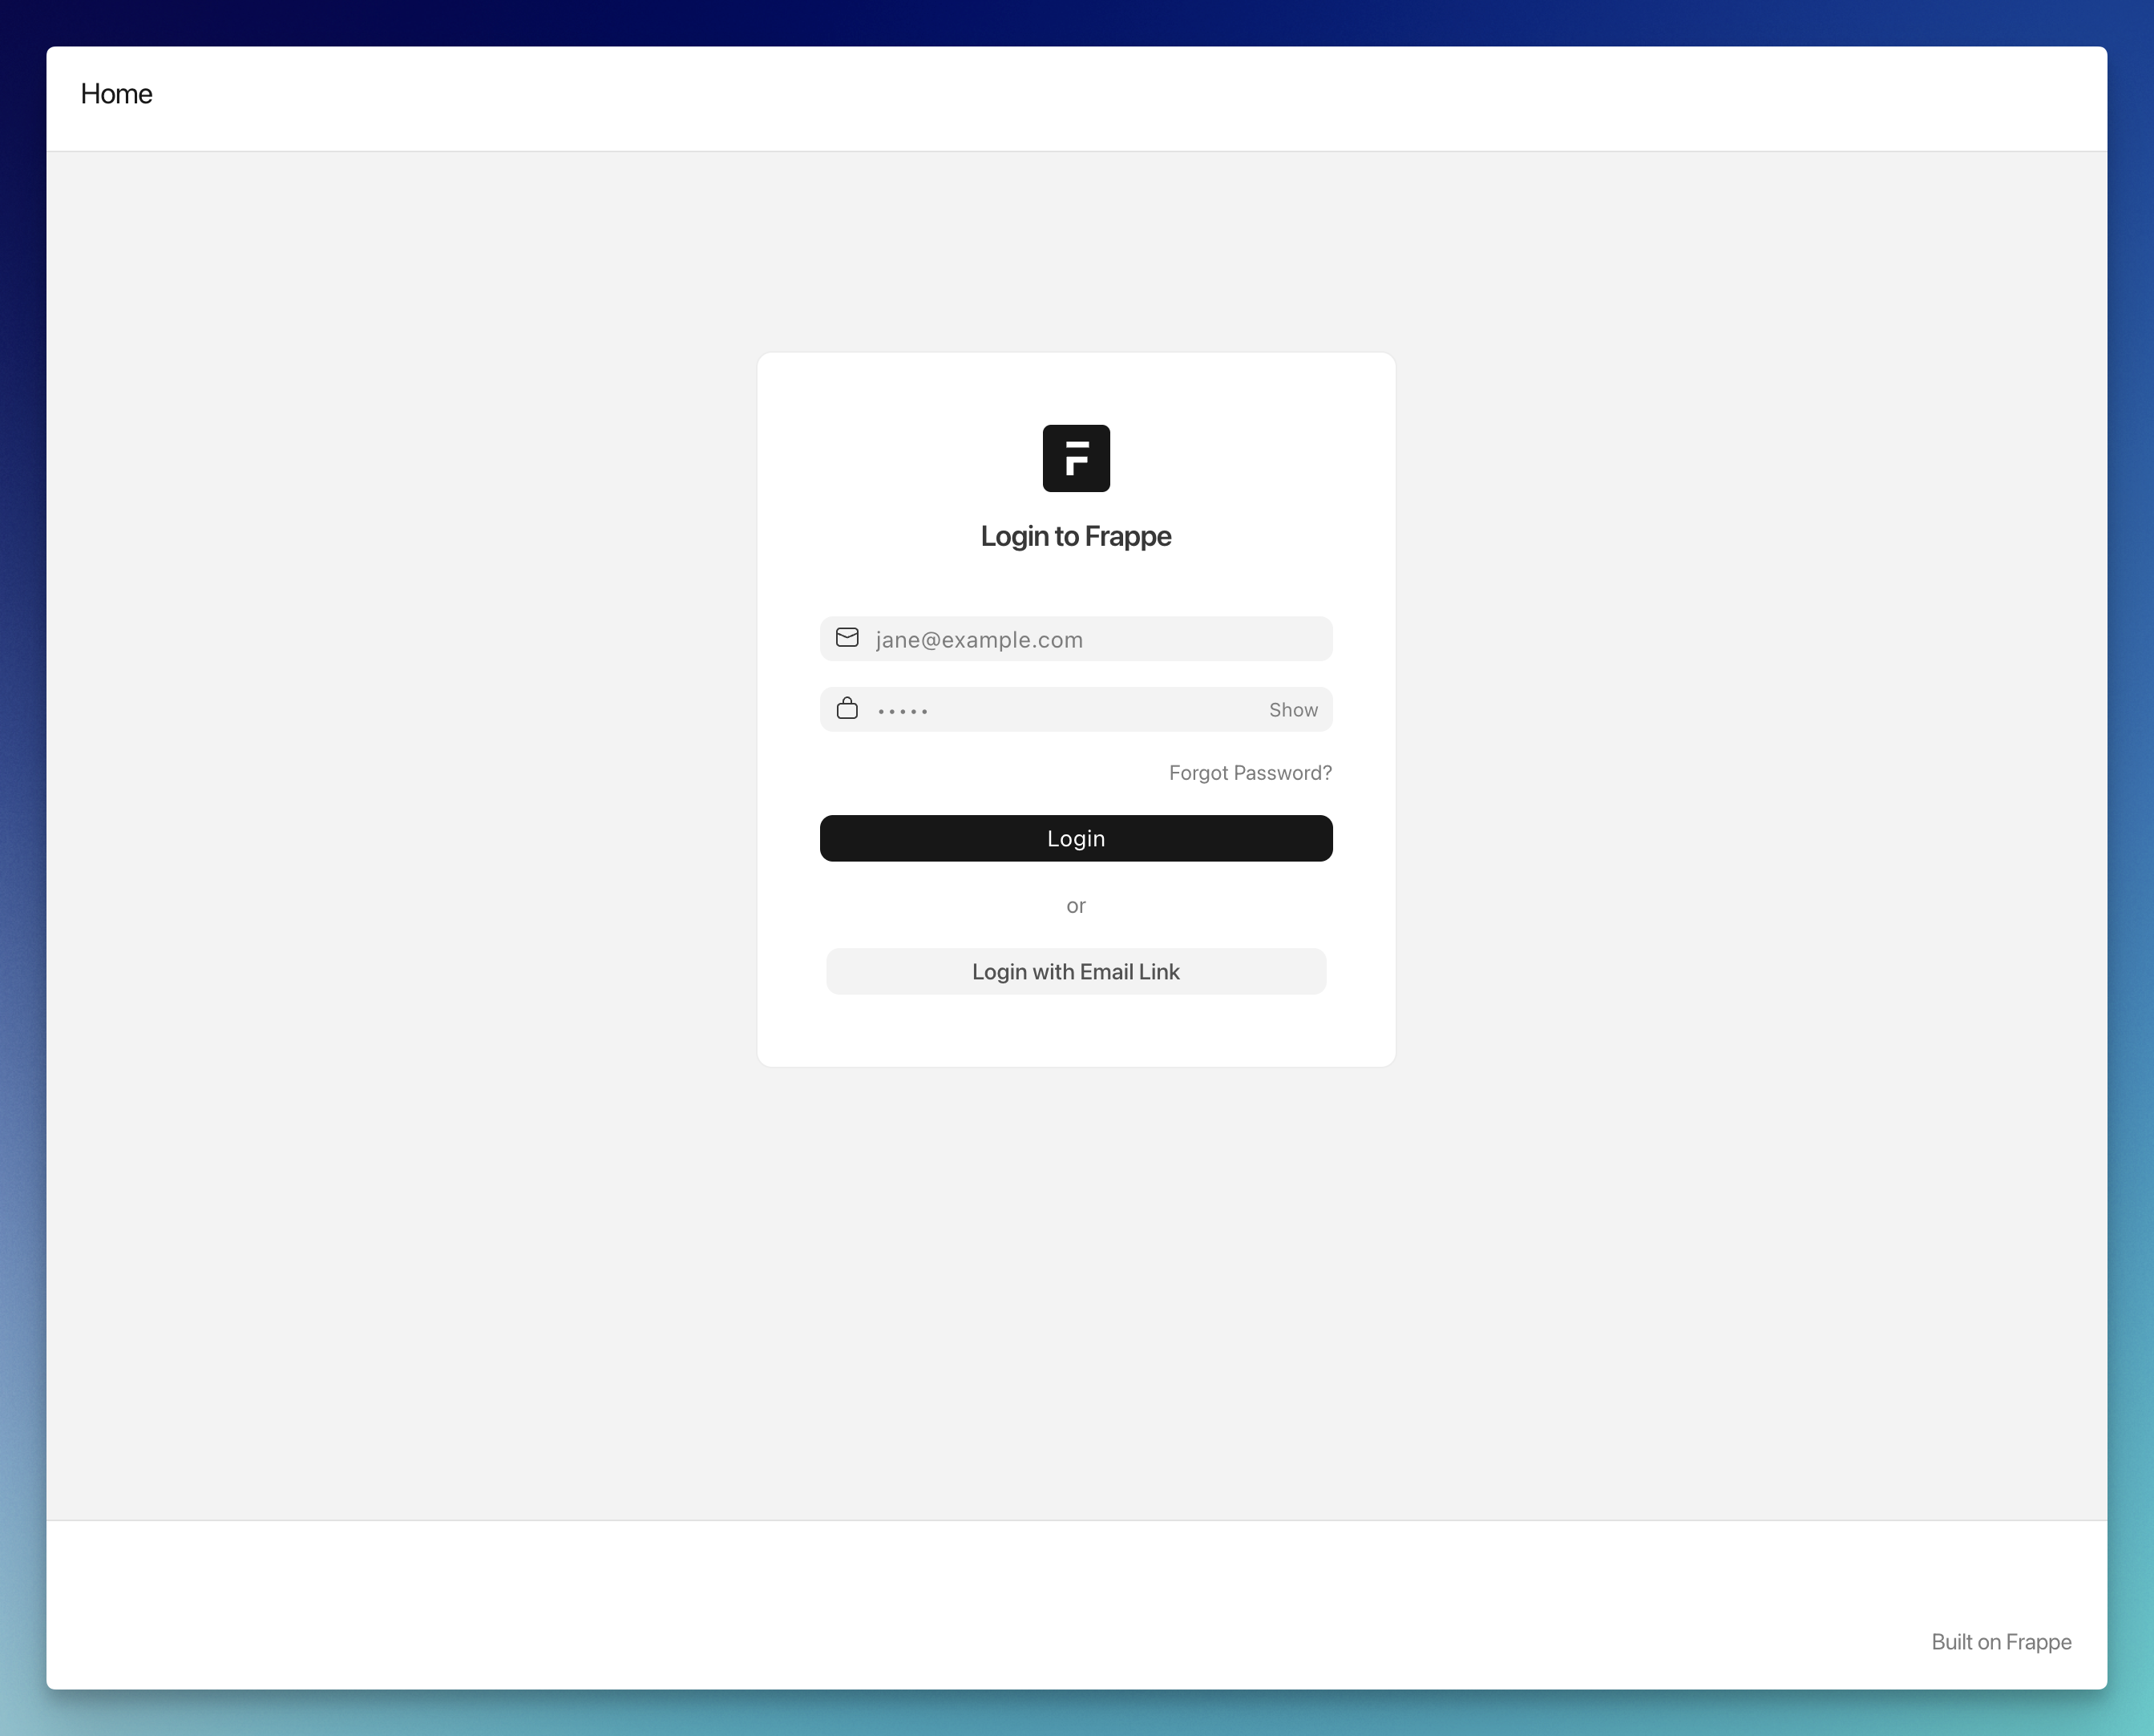 Home
F
Login to Frappe
jane@example.com
••••• Show
Forgot Password?
Login
or
Login with Email Link
Built on Frappe